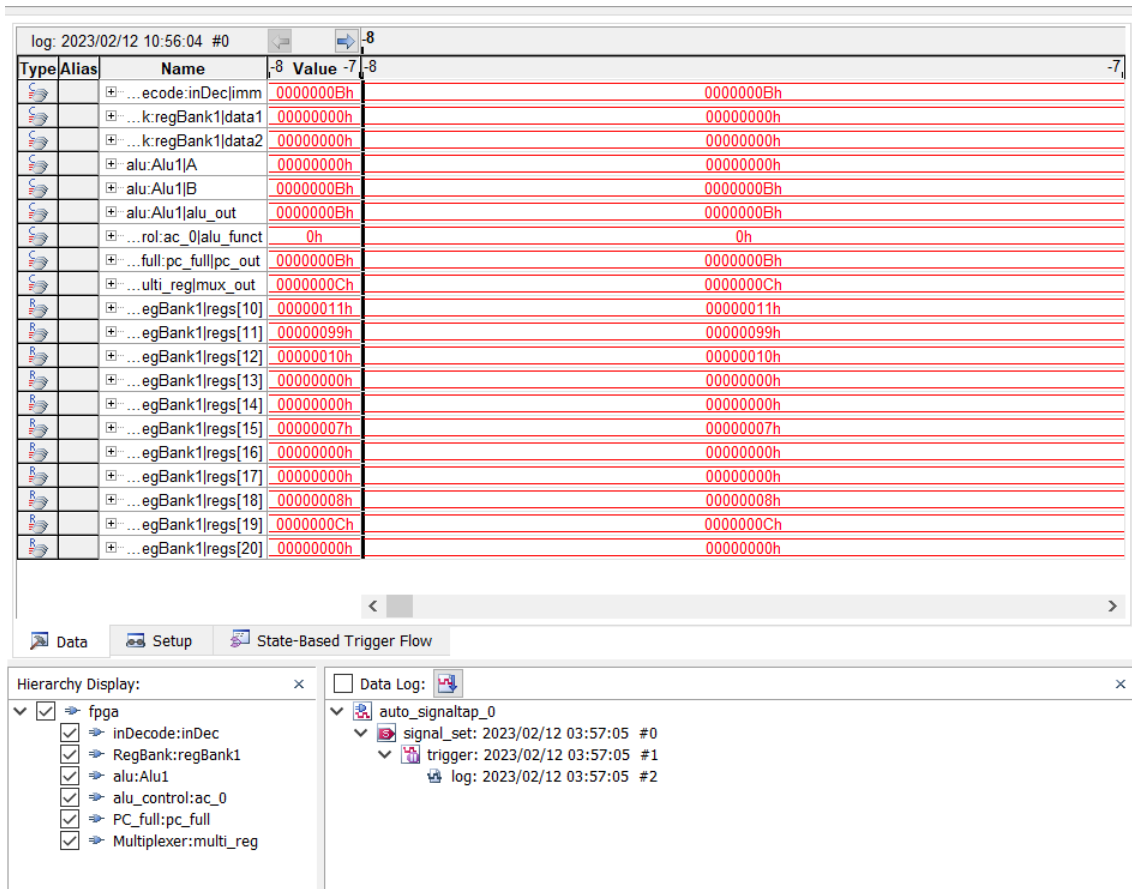 log: 2023/02/12 10:56:04 #0 -8
Type Alias Name -8 Value -7 -8 -7
...ecode:inDec|imm 0000000Bh 0000000Bh
...k:regBank1|data1 00000000h 00000000h
...k:regBank1|data2 00000000h 00000000h
alu:Alu1|A 00000000h 00000000h
alu:Alu1|B 0000000Bh 0000000Bh
alu:Alu1|alu_out 0000000Bh 0000000Bh
...rol:ac_0|alu_funct 0h 0h
...full:pc_full|pc_out 0000000Bh 0000000Bh
...ulti_reg|mux_out 0000000Ch 0000000Ch
...egBank1|regs[10] 00000011h 00000011h
...egBank1|regs[11] 00000099h 00000099h
...egBank1|regs[12] 00000010h 00000010h
...egBank1|regs[13] 00000000h 00000000h
...egBank1|regs[14] 00000000h 00000000h
...egBank1|regs[15] 00000007h 00000007h
...egBank1|regs[16] 00000000h 00000000h
...egBank1|regs[17] 00000000h 00000000h
...egBank1|regs[18] 00000008h 00000008h
...egBank1|regs[19] 0000000Ch 0000000Ch
...egBank1|regs[20] 00000000h 00000000h
Data Setup State-Based Trigger Flow
Hierarchy Display:
fpga
inDecode:inDec
RegBank:regBank1
alu:Alu1
alu_control:ac_0
PC_full:pc_full
Multiplexer:multi_reg
Data Log:
auto_signaltap_0
signal_set: 2023/02/12 03:57:05 #0
trigger: 2023/02/12 03:57:05 #1
log: 2023/02/12 03:57:05 #2